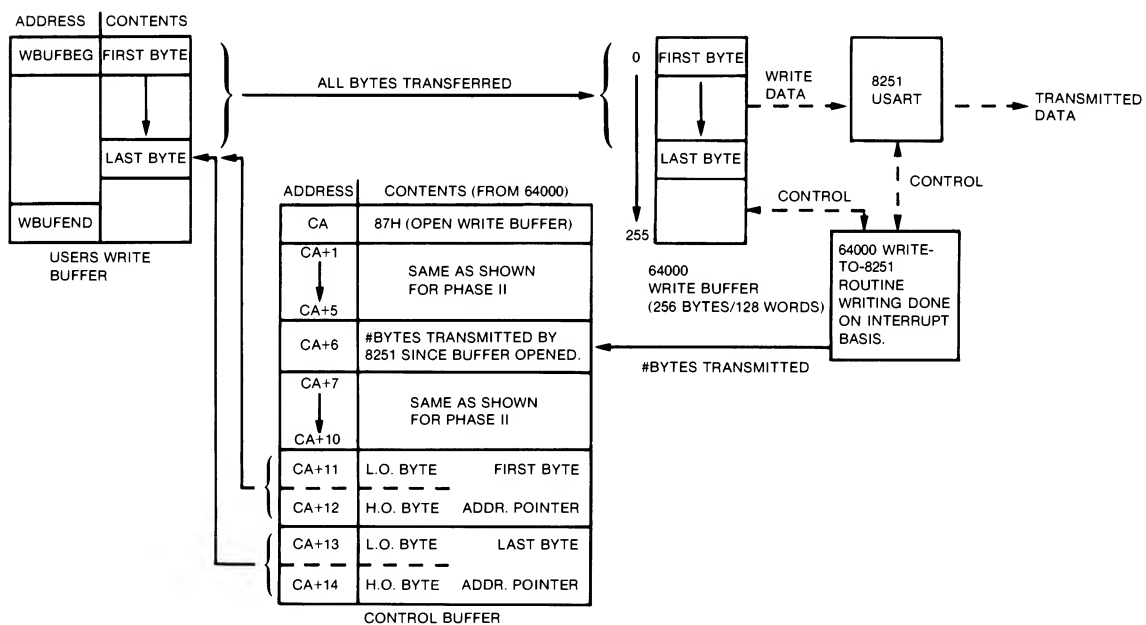 ADDRESS CONTENTS
WBUFBEG FIRST BYTE
LAST BYTE
WBUFEND
USERS WRITE
BUFFER
ALL BYTES TRANSFERRED
0 FIRST BYTE
LAST BYTE
255
64000
WRITE BUFFER
(256 BYTES/128 WORDS)
WRITE
DATA
8251
USART
TRANSMITTED
DATA
CONTROL
CONTROL
64000 WRITE-
TO-8251
ROUTINE
WRITING DONE
ON INTERRUPT
BASIS.
#BYTES TRANSMITTED
ADDRESS CONTENTS (FROM 64000)
CA 87H (OPEN WRITE BUFFER)
CA+1
SAME AS SHOWN
FOR PHASE II
CA+5
CA+6 #BYTES TRANSMITTED BY
8251 SINCE BUFFER OPENED.
CA+7
SAME AS SHOWN
FOR PHASE II
CA+10
CA+11 L.O. BYTE FIRST BYTE
CA+12 H.O. BYTE ADDR. POINTER
CA+13 L.O. BYTE LAST BYTE
CA+14 H.O. BYTE ADDR. POINTER
CONTROL BUFFER